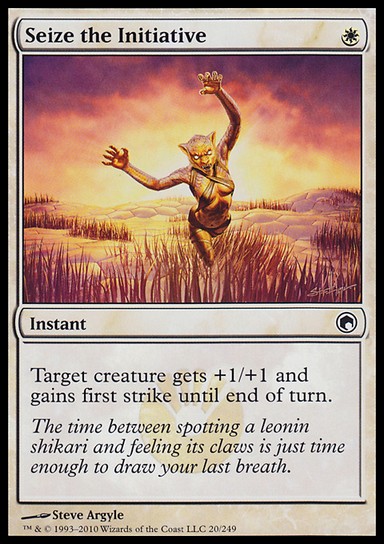 Seize the Initiative
Instant
Target creature gets +1/+1 and
gains first strike until end of turn.
The time between spotting a leonin
shikari and feeling its claws is just time
enough to draw your last breath.
Steve Argyle
™ & © 1993–2010 Wizards of the Coast LLC 20/249